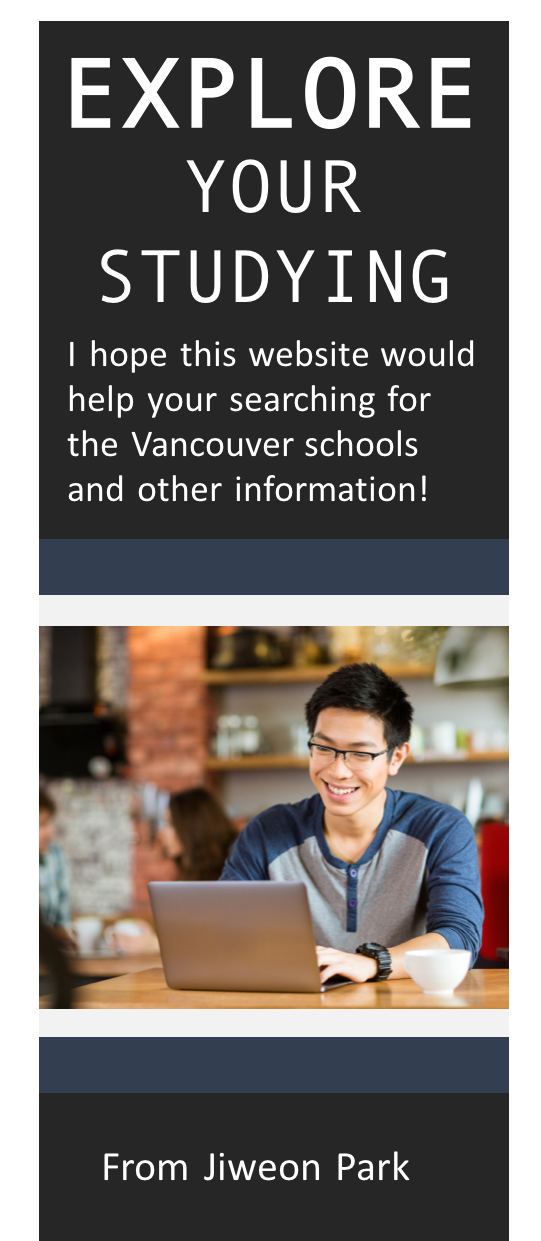 EXPLORE
YOUR
STUDYING
I hope this website would
help your searching for
the Vancouver schools
and other information!
From Jiweon Park